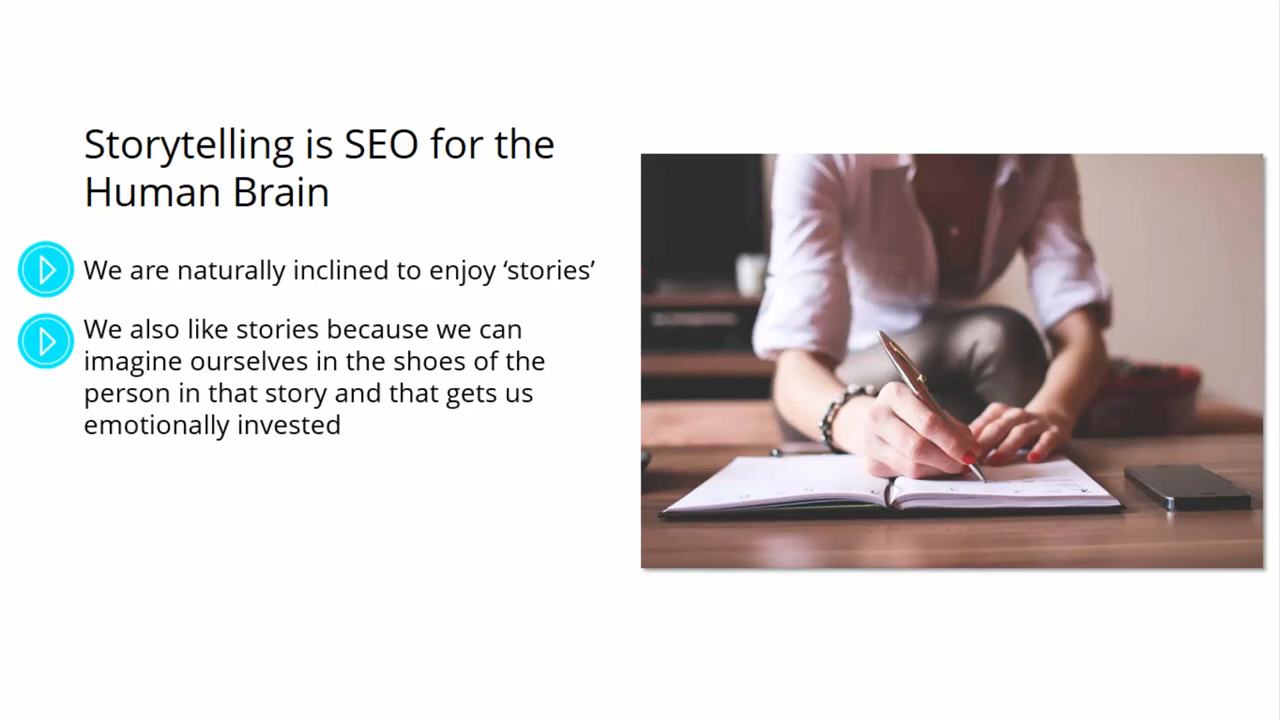 Storytelling is SEO for the
Human Brain
We are naturally inclined to enjoy ‘stories’
We also like stories because we can
imagine ourselves in the shoes of the
person in that story and that gets us
emotionally invested